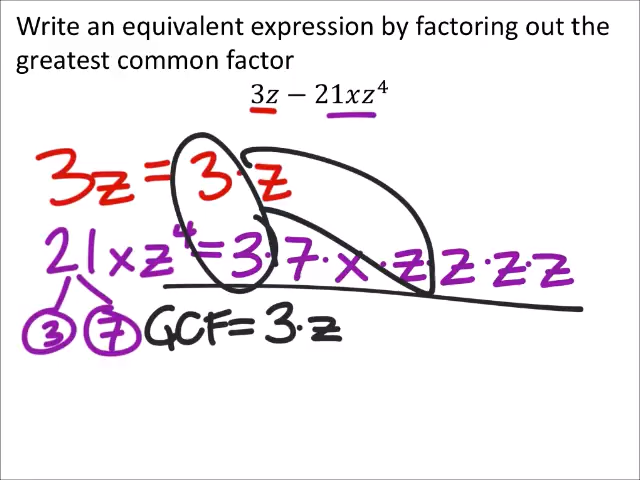 Write an equivalent expression by factoring out the
greatest common factor
3z − 21xz⁴
3z = 3·z
21xz⁴ = 3·7·x·z·z·z·z
3 7 GCF = 3·z